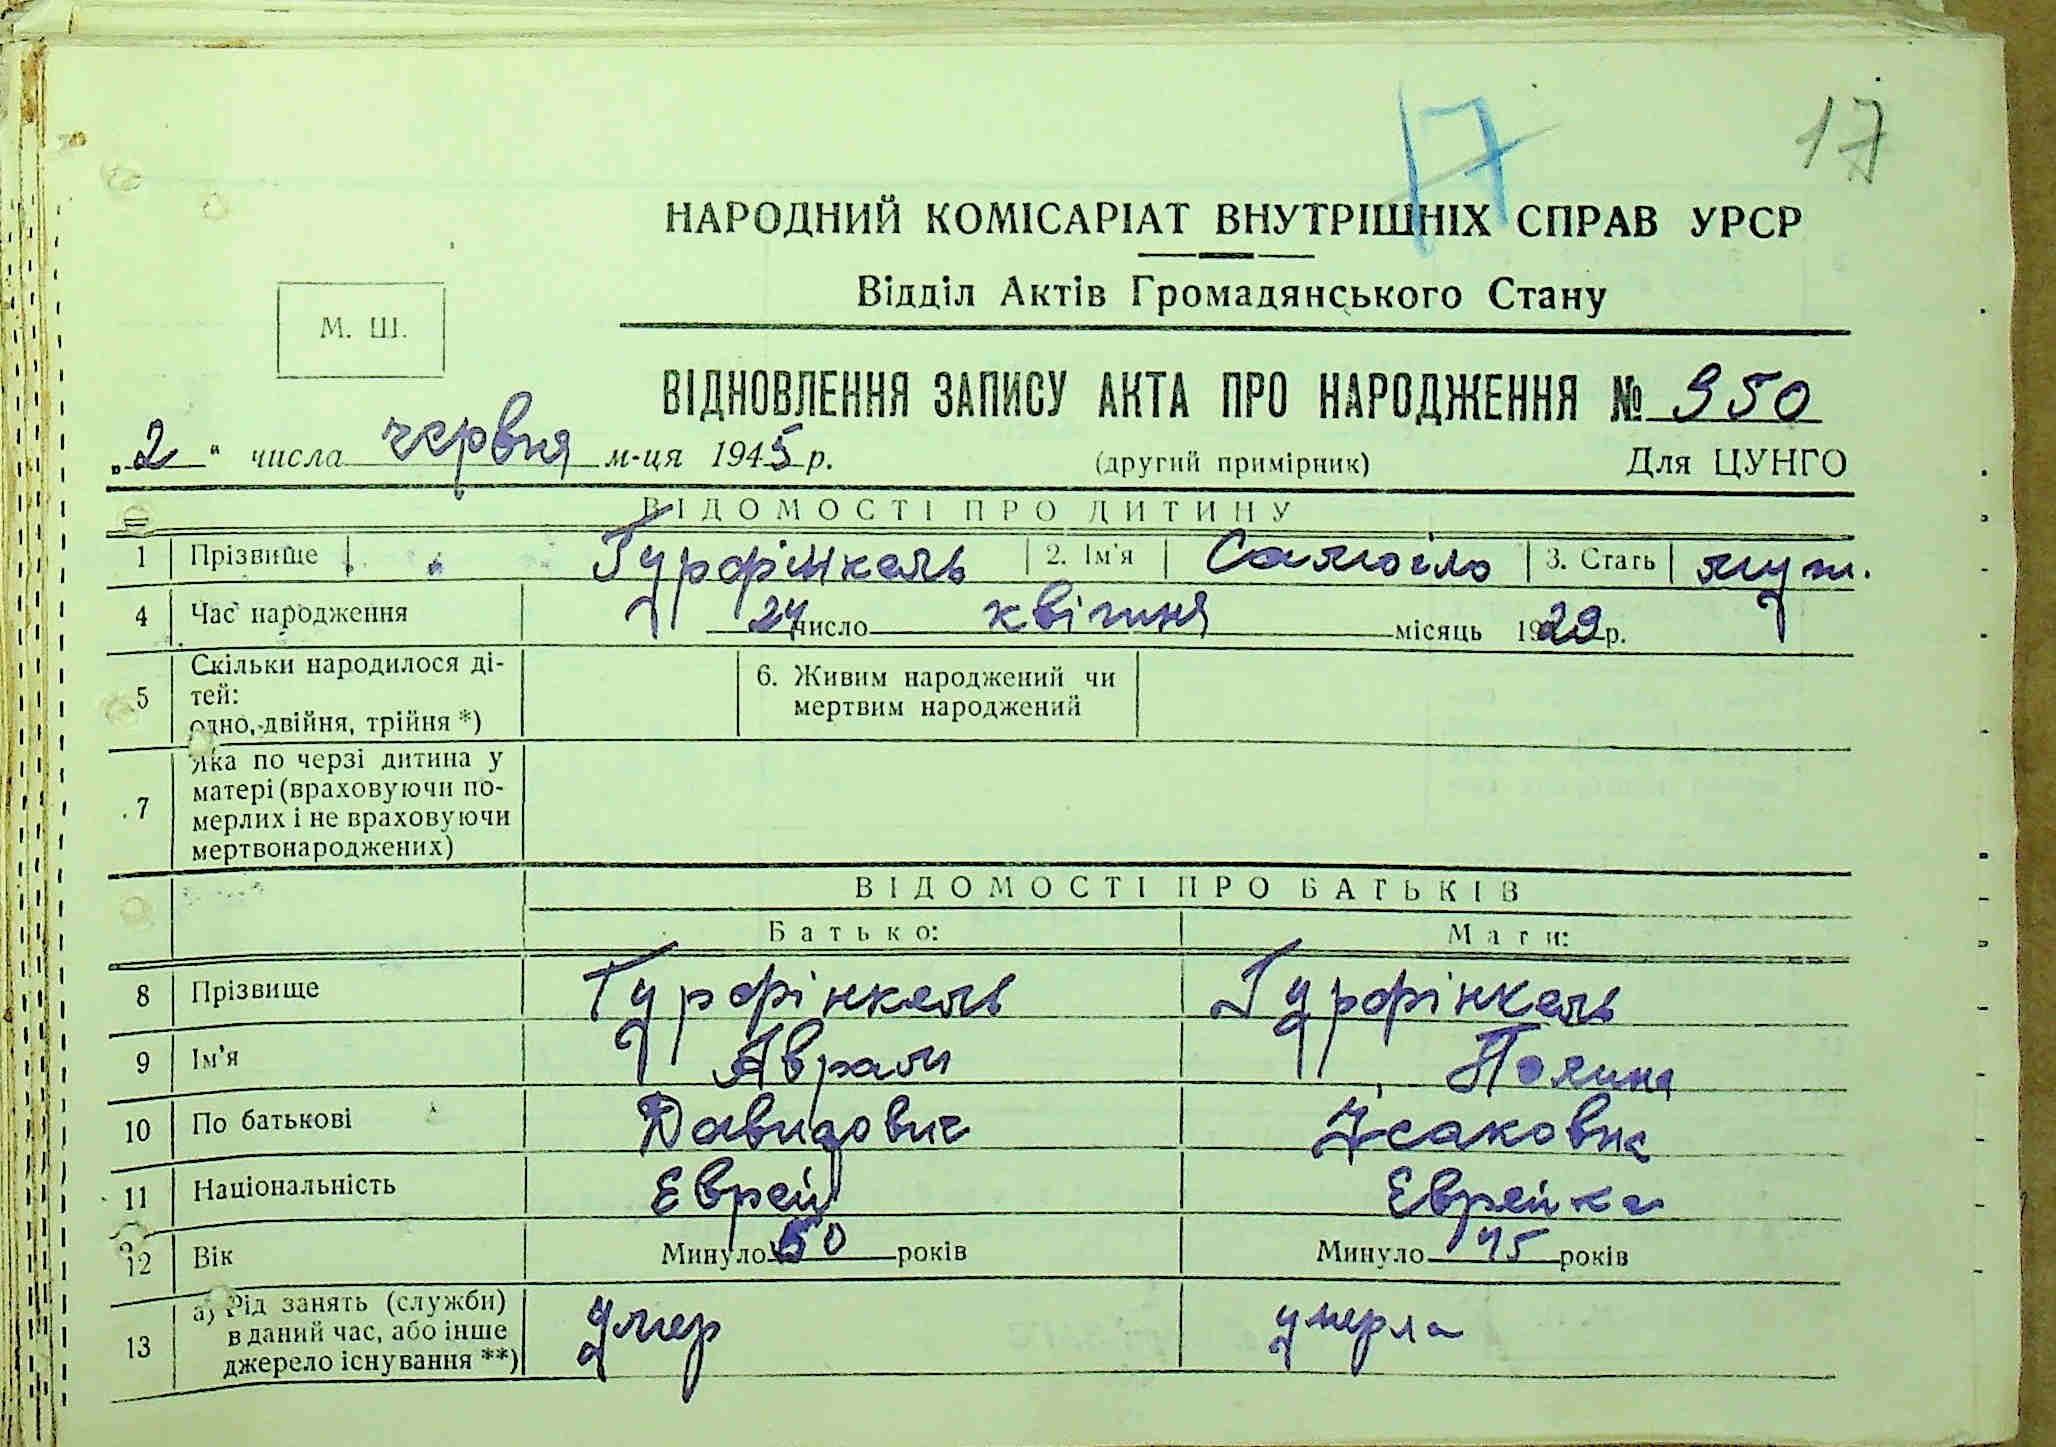 17 17
НАРОДНИЙ КОМІСАРІАТ ВНУТРІШНІХ СПРАВ УРСР
Відділ Актів Громадянського Стану
М. Ш.
ВІДНОВЛЕННЯ ЗАПИСУ АКТА ПРО НАРОДЖЕННЯ № 950
„2“ числа червня м-ця 1945 р. (другий примірник) Для ЦУНГО
ВІДОМОСТІ ПРО ДИТИНУ
1 Прізвище Гурфінкель 2. Ім'я Самоіло 3. Стать муж.
4 Час народження 24 число квітня місяць 1929 р.
5 Скільки народилося ді-
тей:
одно, двійня, трійня *)
6. Живим народжений чи
мертвим народжений
7 Яка по черзі дитина у
матері (враховуючи по-
мерлих і не враховуючи
мертвонароджених)
ВІДОМОСТІ ПРО БАТЬКІВ
Батько: Мати:
8 Прізвище Гурфінкель Гурфінкель
9 Ім'я Аврам Поліна
10 По батькові Давидович Ісаковна
11 Національність Еврей Еврейка
12 Вік Минуло 50 років Минуло 45 років
13 а) Рід занять (служби)
в даний час, або інше
джерело існування **)
умер умерла